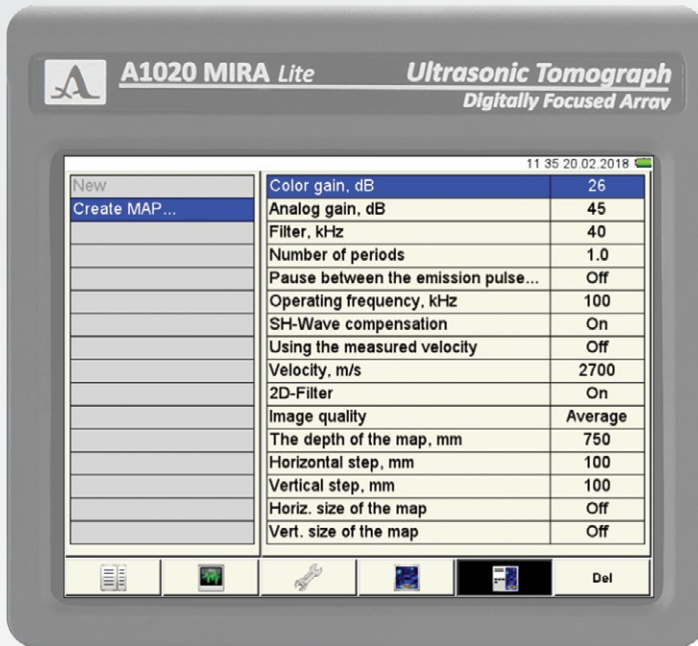 A1020 MIRA Lite
Ultrasonic Tomograph
Digitally Focused Array
11 35 20.02.2018
New
Create MAP...
Color gain, dB 26
Analog gain, dB 45
Filter, kHz 40
Number of periods 1.0
Pause between the emission pulse... Off
Operating frequency, kHz 100
SH-Wave compensation On
Using the measured velocity Off
Velocity, m/s 2700
2D-Filter On
Image quality Average
The depth of the map, mm 750
Horizontal step, mm 100
Vertical step, mm 100
Horiz. size of the map Off
Vert. size of the map Off
Del